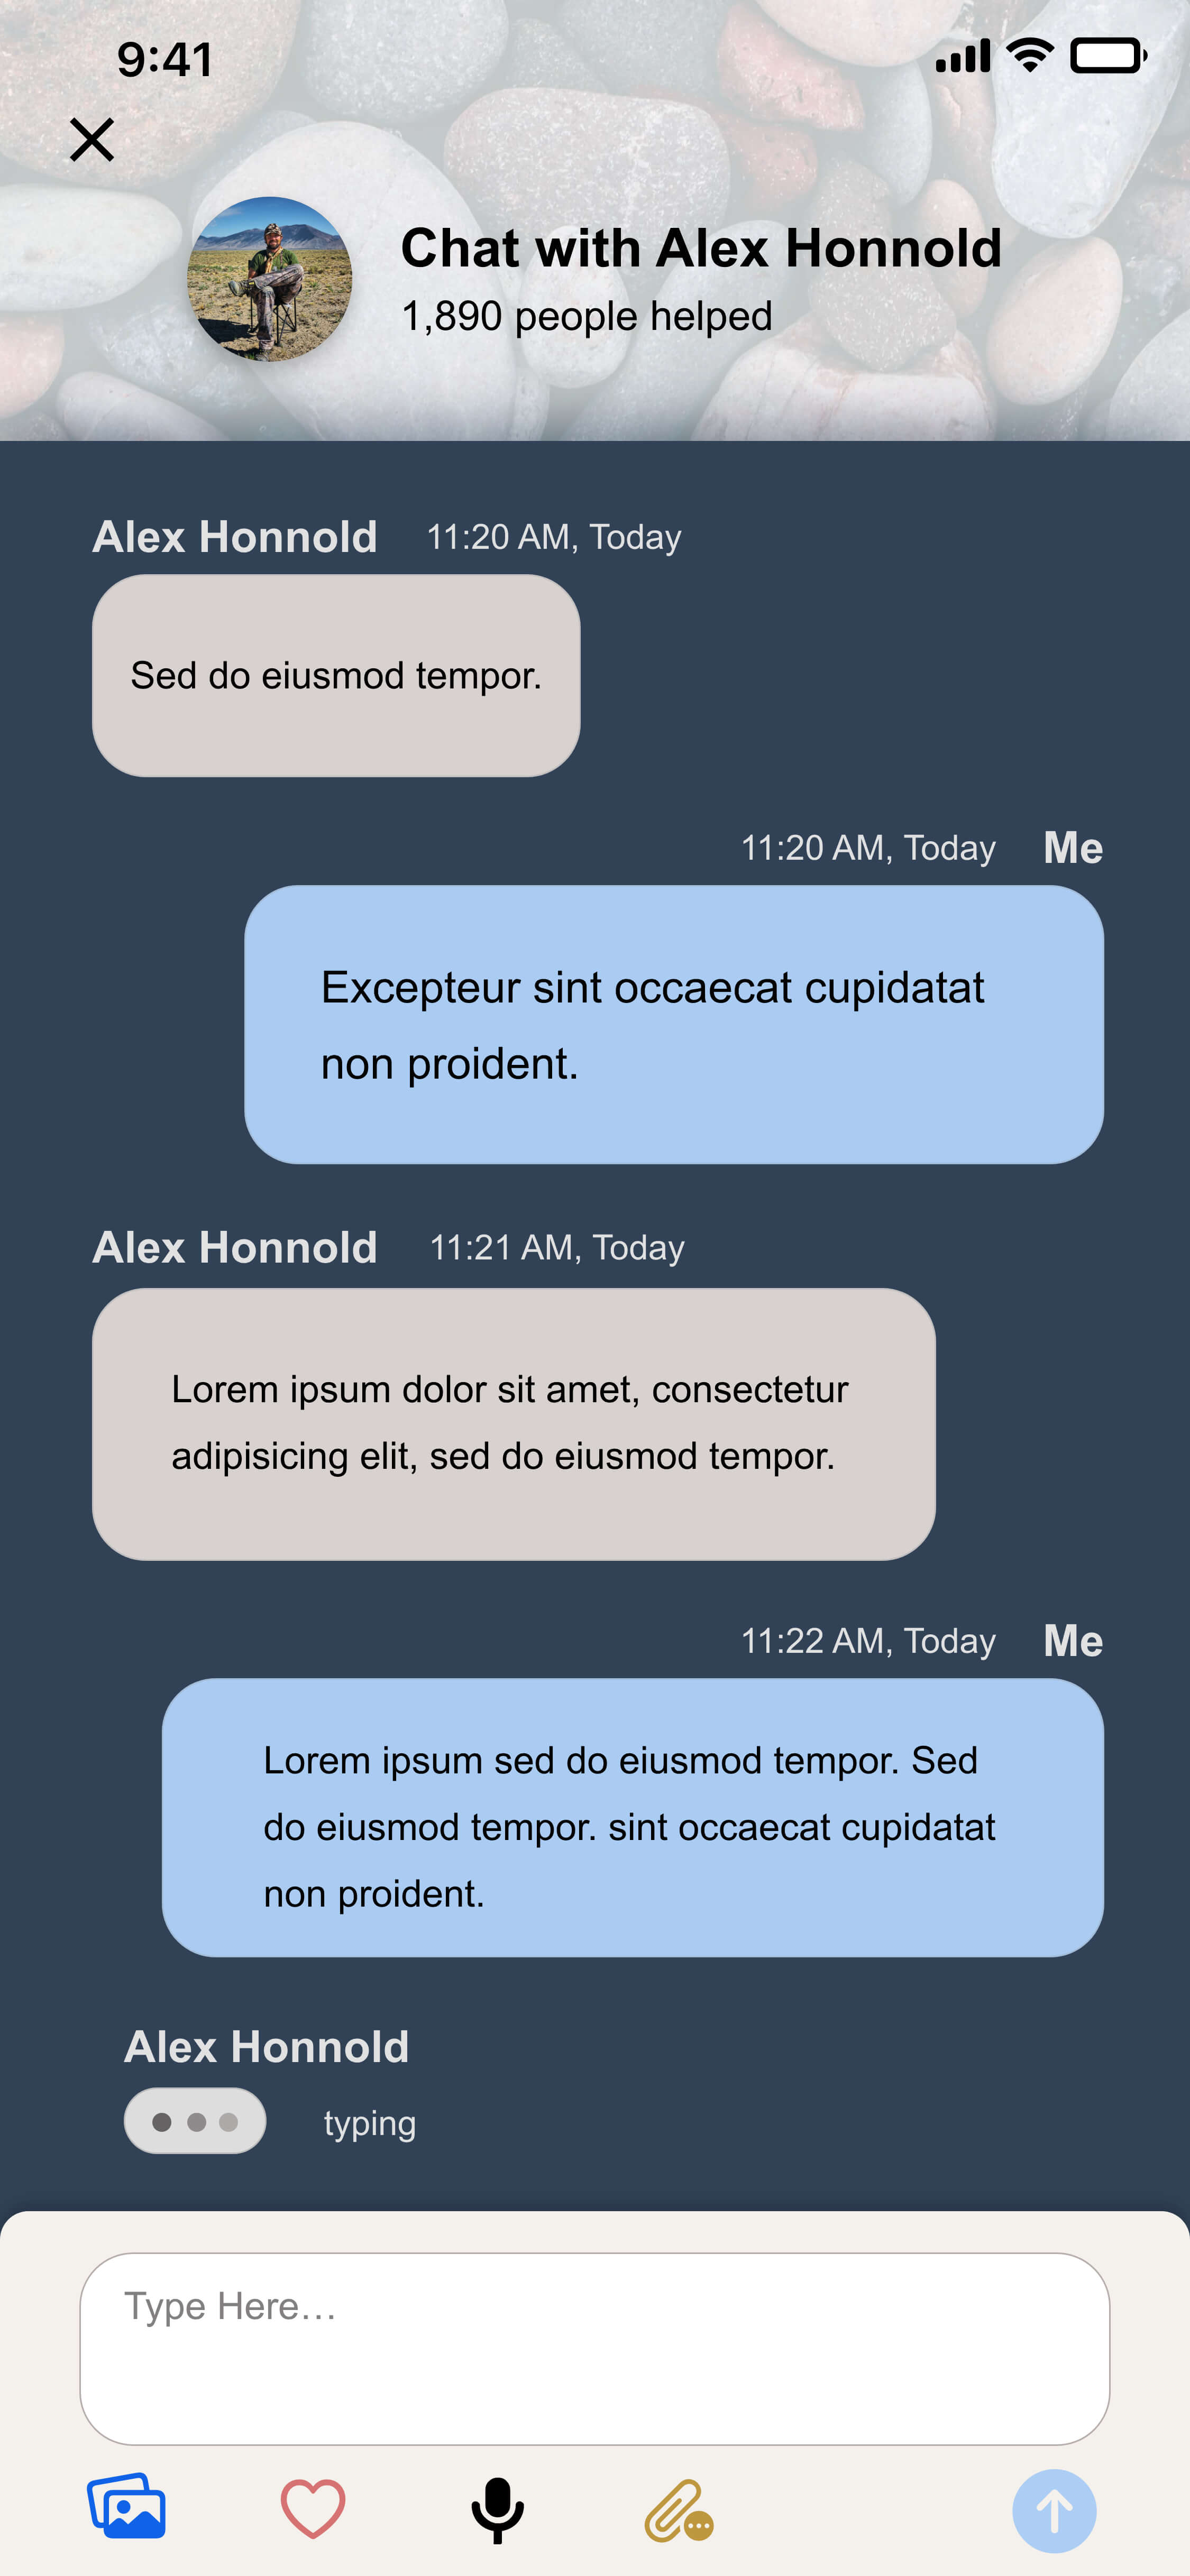 9:41
Chat with Alex Honnold
1,890 people helped
Alex Honnold 11:20 AM, Today
Sed do eiusmod tempor.
11:20 AM, Today Me
Excepteur sint occaecat cupidatat
non proident.
Alex Honnold 11:21 AM, Today
Lorem ipsum dolor sit amet, consectetur
adipisicing elit, sed do eiusmod tempor.
11:22 AM, Today Me
Lorem ipsum sed do eiusmod tempor. Sed
do eiusmod tempor. sint occaecat cupidatat
non proident.
Alex Honnold
typing
Type Here…